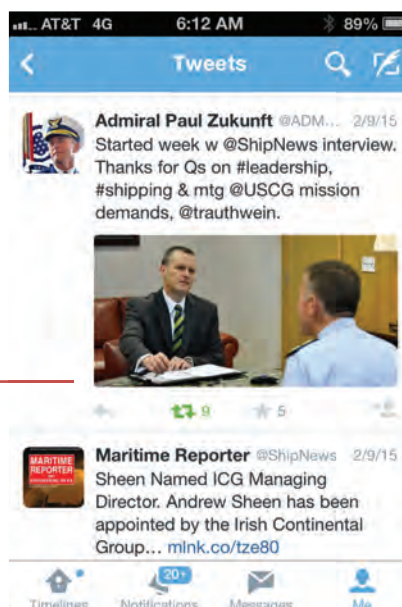 AT&T 4G 6:12 AM 89%
Tweets
Admiral Paul Zukunft @ADM... 2/9/15
Started week w @ShipNews interview.
Thanks for Qs on #leadership,
#shipping & mtg @USCG mission
demands, @trauthwein.
9 5
MARITIME
REPORTER
Maritime Reporter @ShipNews 2/9/15
Sheen Named ICG Managing
Director. Andrew Sheen has been
appointed by the Irish Continental
Group... mlnk.co/tze80
20+
Timelines Notifications Messages Me